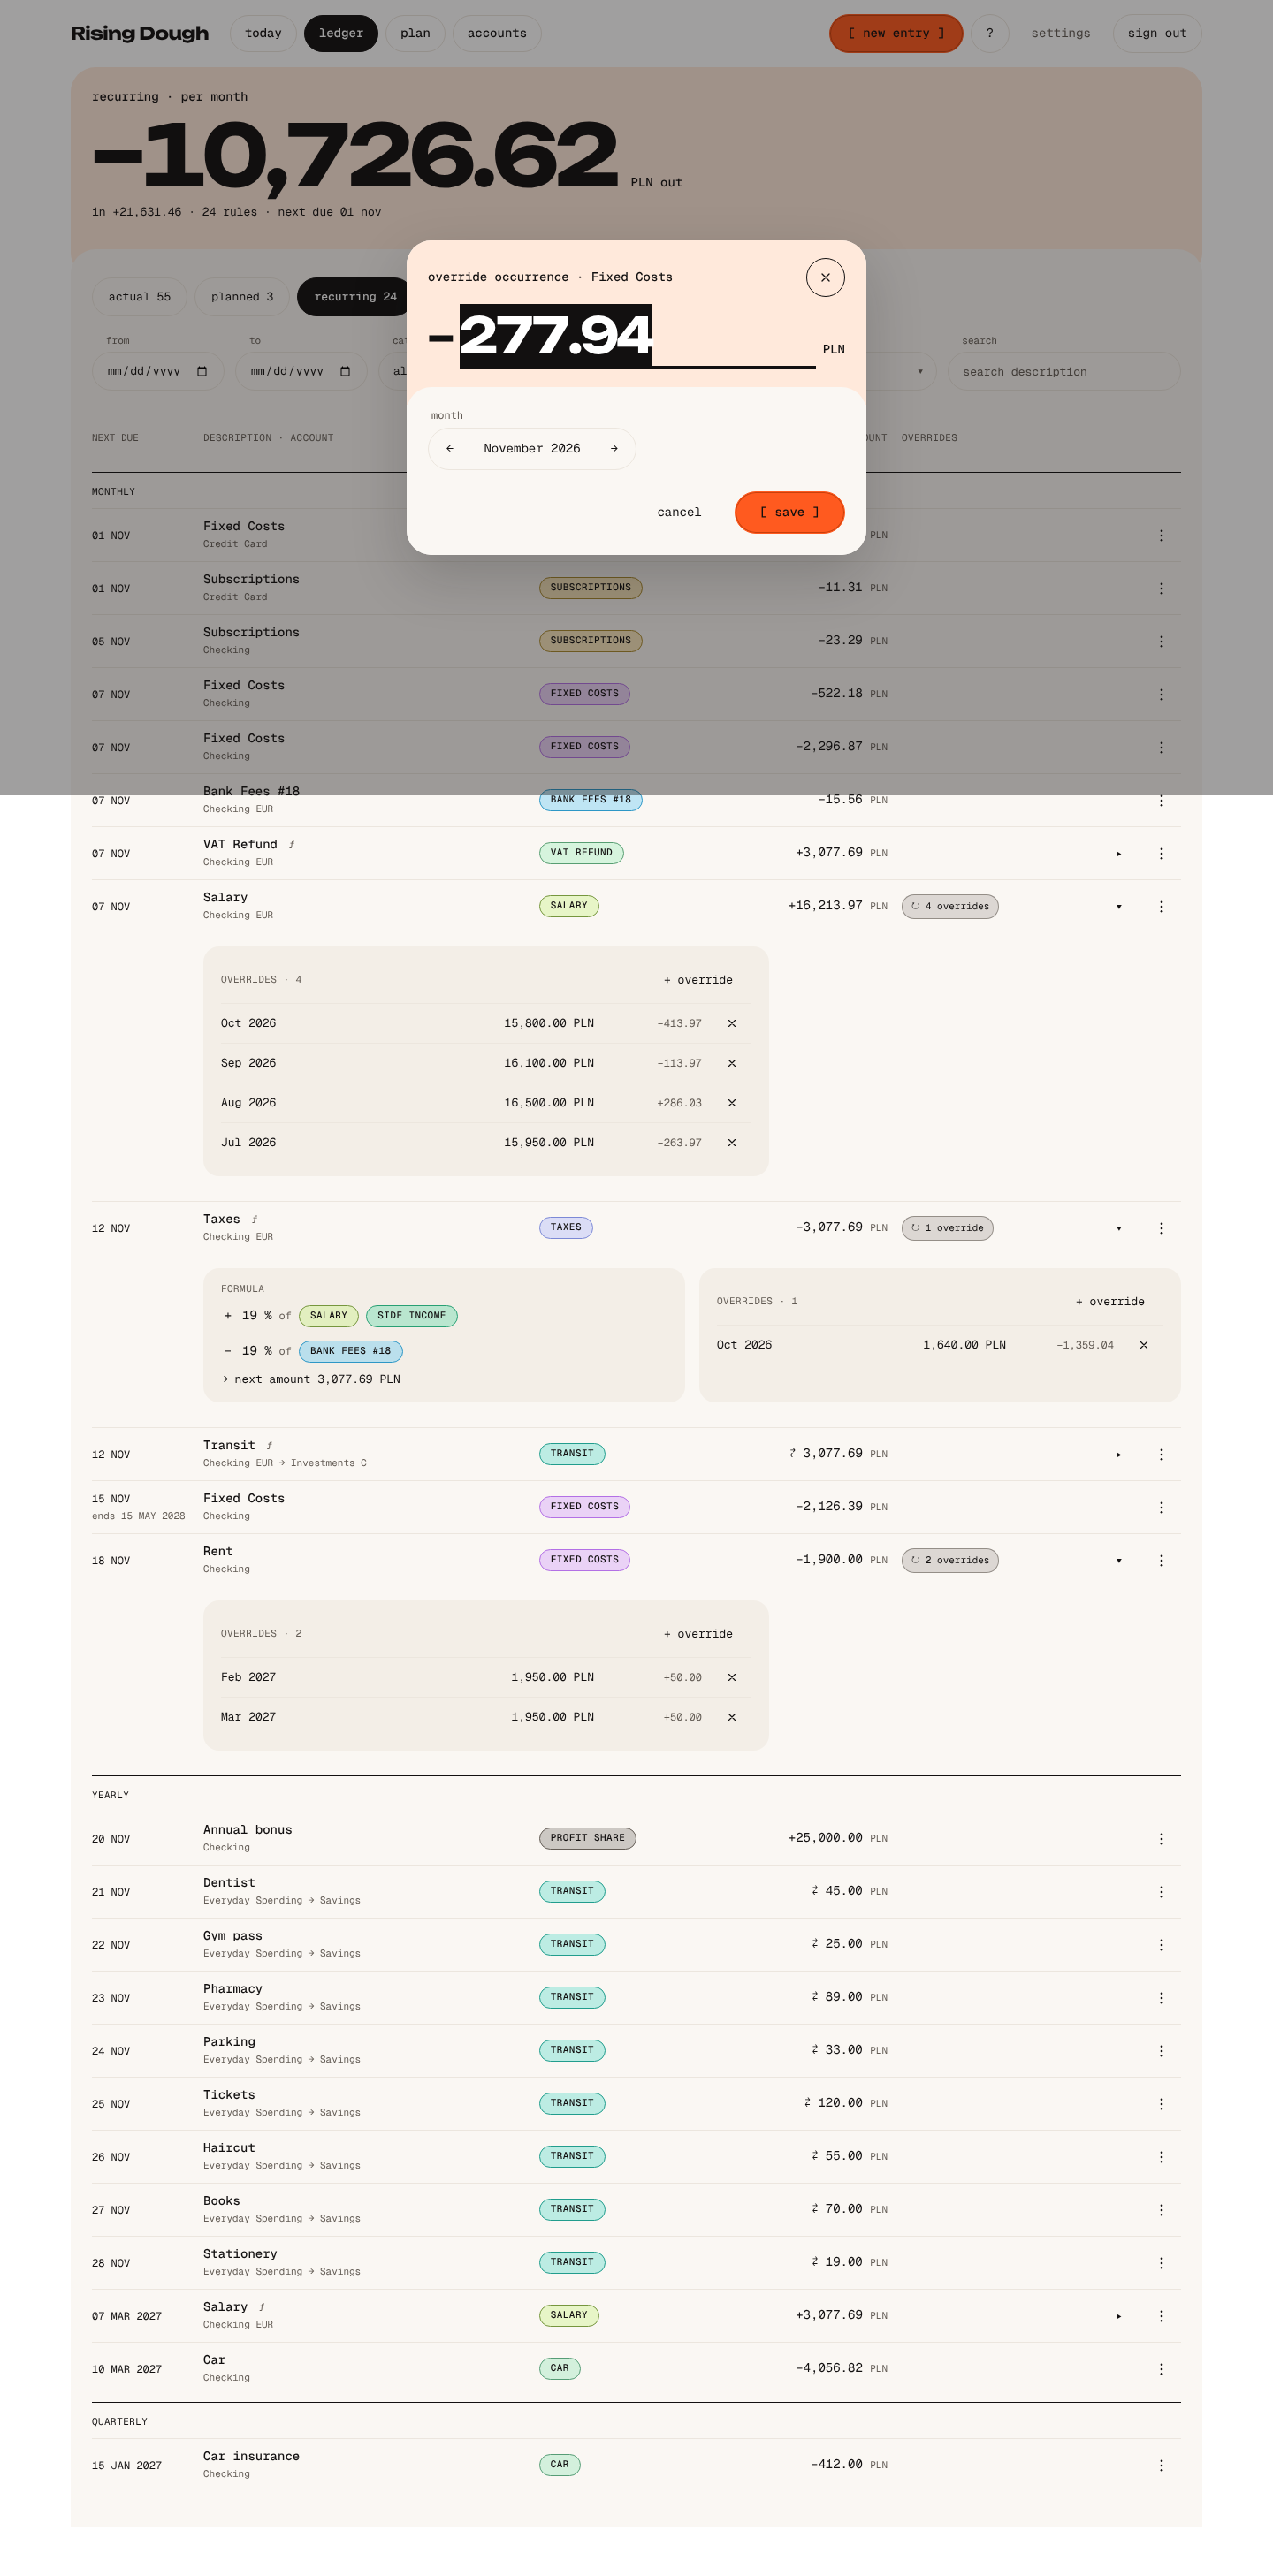 Rising Dough today ledger plan accounts [ new entry ] ? settings sign out
recurring · per month
−10,726.62 PLN out
in +21,631.46 · 24 rules · next due 01 nov
actual 55 planned 3 recurring 24
override occurrence · Fixed Costs ×
−277.94 PLN
month
← November 2026 →
cancel [ save ]
from to search
mm/dd/yyyy mm/dd/yyyy search description
NEXT DUE DESCRIPTION · ACCOUNT OVERRIDES
MONTHLY
01 NOV Fixed Costs PLN
Credit Card
01 NOV Subscriptions SUBSCRIPTIONS −11.31 PLN
Credit Card
05 NOV Subscriptions SUBSCRIPTIONS −23.29 PLN
Checking
07 NOV Fixed Costs FIXED COSTS −522.18 PLN
Checking
07 NOV Fixed Costs FIXED COSTS −2,296.87 PLN
Checking
07 NOV Bank Fees #18 BANK FEES #18 −15.56 PLN
Checking EUR
07 NOV VAT Refund ƒ VAT REFUND +3,077.69 PLN
Checking EUR
07 NOV Salary SALARY +16,213.97 PLN 4 overrides
Checking EUR
OVERRIDES · 4 + override
Oct 2026 15,800.00 PLN −413.97 ×
Sep 2026 16,100.00 PLN −113.97 ×
Aug 2026 16,500.00 PLN +286.03 ×
Jul 2026 15,950.00 PLN −263.97 ×
12 NOV Taxes ƒ TAXES −3,077.69 PLN 1 override
Checking EUR
FORMULA
+ 19 % of SALARY SIDE INCOME
− 19 % of BANK FEES #18
→ next amount 3,077.69 PLN
OVERRIDES · 1 + override
Oct 2026 1,640.00 PLN −1,359.04 ×
12 NOV Transit ƒ TRANSIT ⇄ 3,077.69 PLN
Checking EUR → Investments C
15 NOV Fixed Costs FIXED COSTS −2,126.39 PLN
ends 15 MAY 2028 Checking
18 NOV Rent FIXED COSTS −1,900.00 PLN 2 overrides
Checking
OVERRIDES · 2 + override
Feb 2027 1,950.00 PLN +50.00 ×
Mar 2027 1,950.00 PLN +50.00 ×
YEARLY
20 NOV Annual bonus PROFIT SHARE +25,000.00 PLN
Checking
21 NOV Dentist TRANSIT ⇄ 45.00 PLN
Everyday Spending → Savings
22 NOV Gym pass TRANSIT ⇄ 25.00 PLN
Everyday Spending → Savings
23 NOV Pharmacy TRANSIT ⇄ 89.00 PLN
Everyday Spending → Savings
24 NOV Parking TRANSIT ⇄ 33.00 PLN
Everyday Spending → Savings
25 NOV Tickets TRANSIT ⇄ 120.00 PLN
Everyday Spending → Savings
26 NOV Haircut TRANSIT ⇄ 55.00 PLN
Everyday Spending → Savings
27 NOV Books TRANSIT ⇄ 70.00 PLN
Everyday Spending → Savings
28 NOV Stationery TRANSIT ⇄ 19.00 PLN
Everyday Spending → Savings
07 MAR 2027 Salary ƒ SALARY +3,077.69 PLN
Checking EUR
10 MAR 2027 Car CAR −4,056.82 PLN
Checking
QUARTERLY
15 JAN 2027 Car insurance CAR −412.00 PLN
Checking